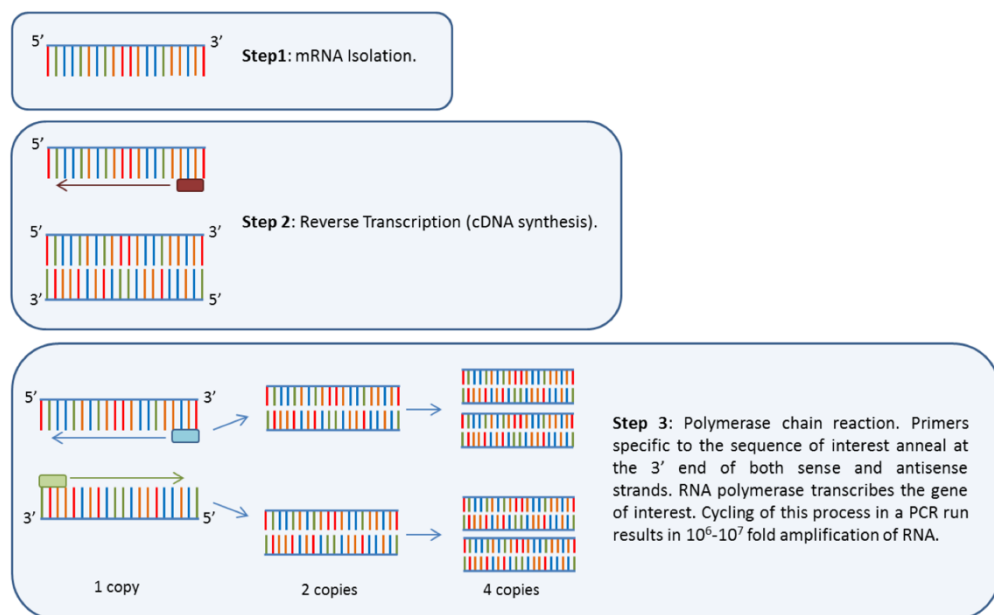 5’ 3’
Step1: mRNA Isolation.
5’
5’ 3’
Step 2: Reverse Transcription (cDNA synthesis).
3’ 5’
5’ 3’
3’ 5’
1 copy 2 copies 4 copies
Step 3: Polymerase chain reaction. Primers
specific to the sequence of interest anneal at
the 3’ end of both sense and antisense
strands. RNA polymerase transcribes the gene
of interest. Cycling of this process in a PCR run
results in 10⁶-10⁷ fold amplification of RNA.